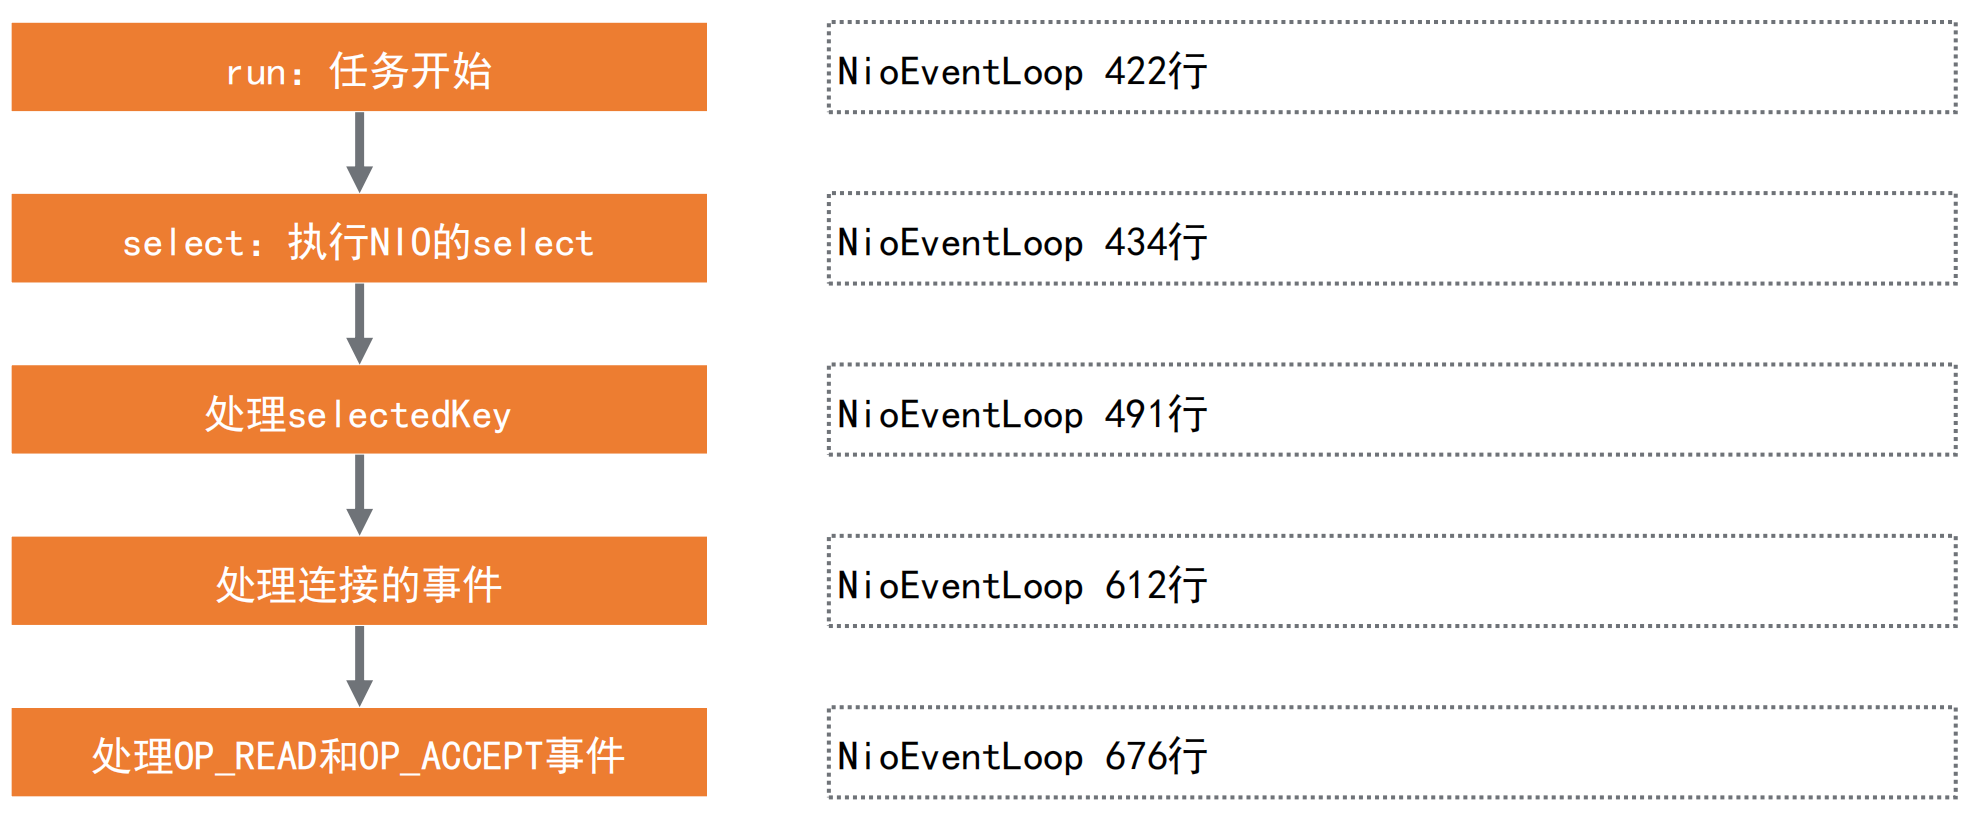 run：任务开始
NioEventLoop 422行
select：执行NIO的select
NioEventLoop 434行
处理selectedKey
NioEventLoop 491行
处理连接的事件
NioEventLoop 612行
处理OP_READ和OP_ACCEPT事件
NioEventLoop 676行